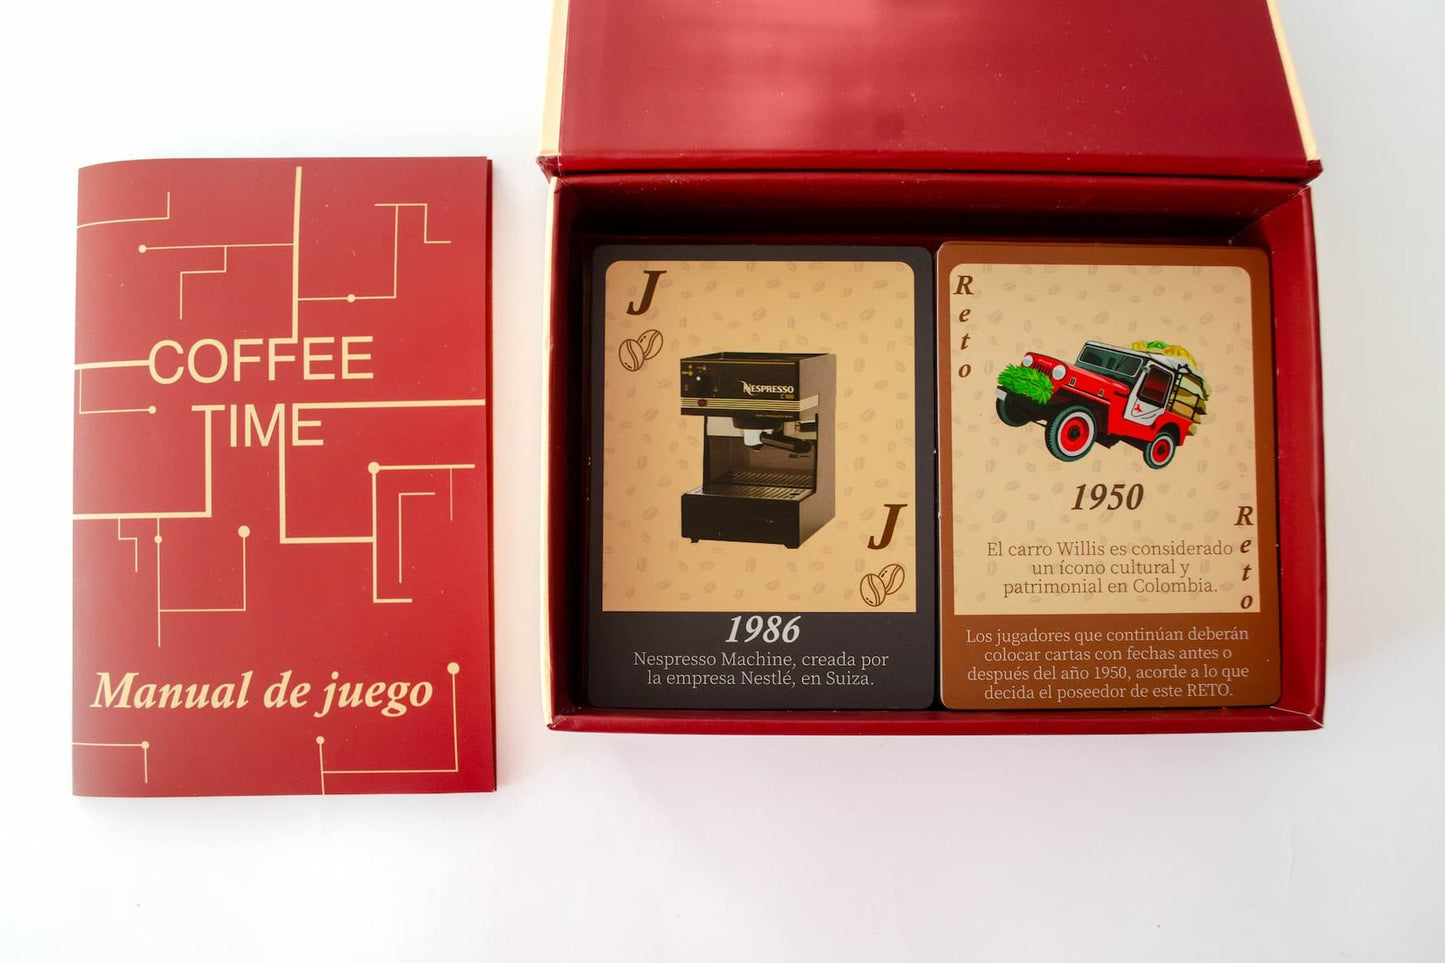 COFFEE
TIME
Manual de juego
J
NESPRESSO
C100
J
1986
Nespresso Machine, creada por
la empresa Nestlé, en Suiza.
Reto
1950
Reto
El carro Willis es considerado
un ícono cultural y
patrimonial en Colombia.
Los jugadores que continúan deberán
colocar cartas con fechas antes o
después del año 1950, acorde a lo que
decida el poseedor de este RETO.